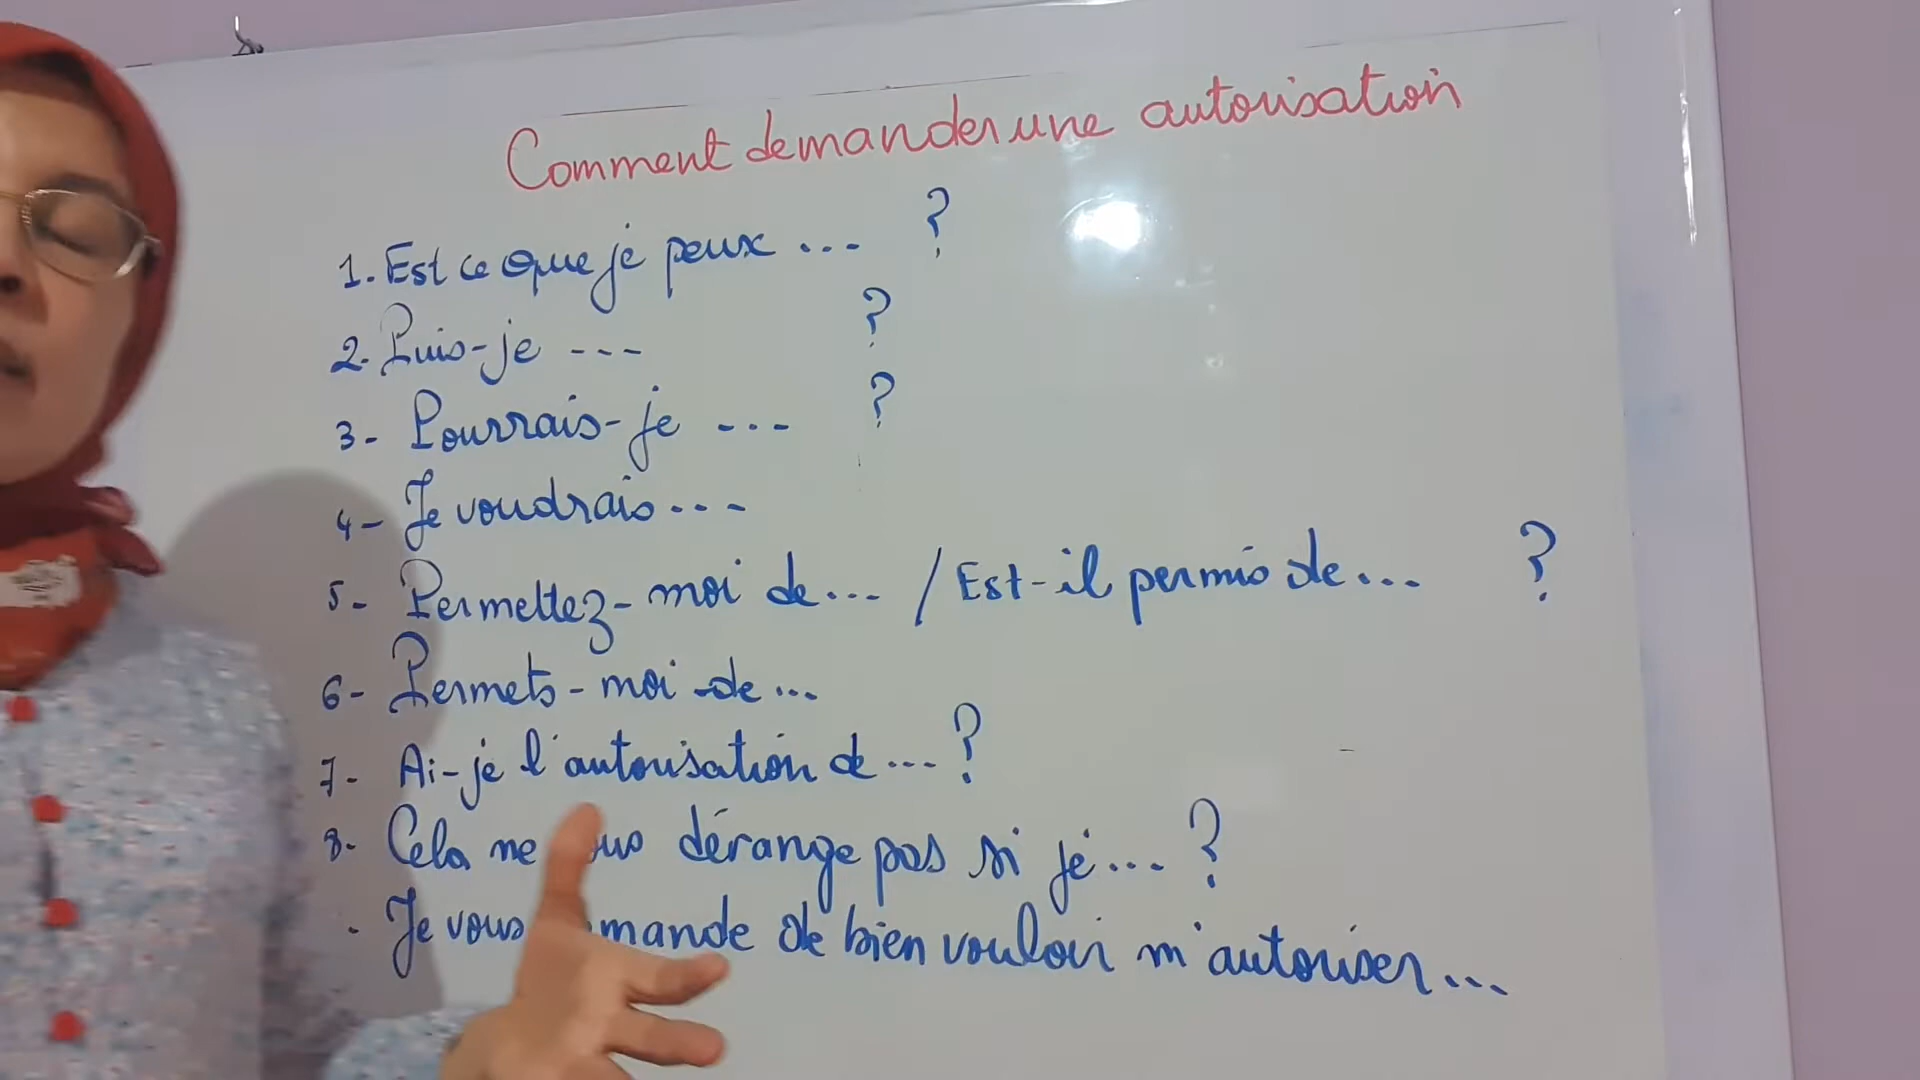 Comment demander une autorisation
1. Est ce que je peux ... ?
2. Puis-je --- ?
3- Pourrais-je --- ?
4- Je voudrais ...
5- Permettez-moi de ... / Est-il permis de ... ?
6- Permets-moi de ...
7- Ai-je l'autorisation de ... ?
8- Cela ne dérange pas si je ... ?
. Je vous de bien vouloir m'autoriser ...